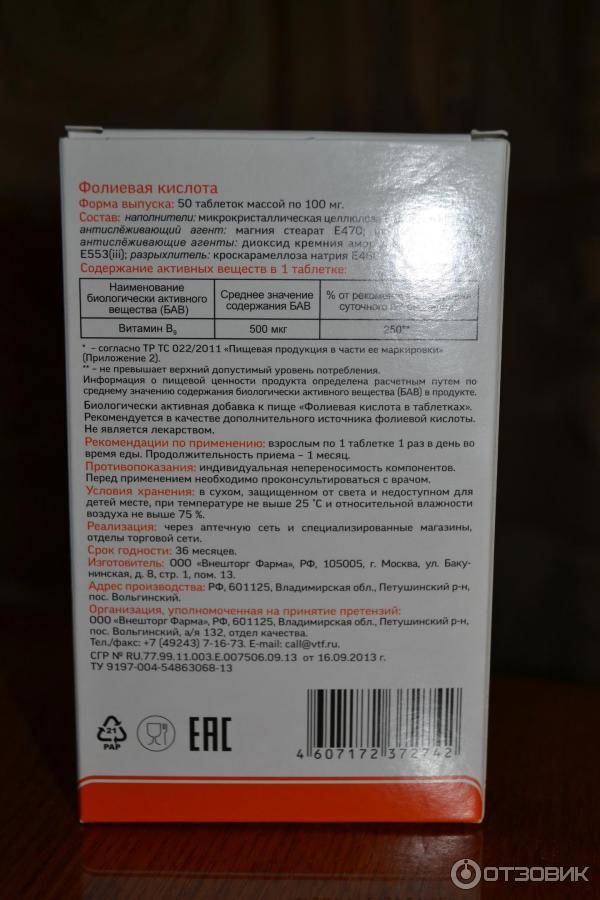 Фолиевая кислота
Форма выпуска: 50 таблеток массой по 100 мг.
Состав: наполнители: микрокристаллическая целлюлоза
антислёживающий агент: магния стеарат Е470;
антислёживающие агенты: диоксид кремния
Е553(iii); разрыхлитель: кроскарамеллоза натрия
Содержание активных веществ в 1 таблетке:
Наименование биологически активного вещества (БАВ)
Среднее значение содержания БАВ
% от суточного
Витамин В₉ 500 мкг 250**
* – согласно ТР ТС 022/2011 «Пищевая продукция в части ее маркировки»
(Приложение 2).
** – не превышает верхний допустимый уровень потребления.
Информация о пищевой ценности продукта определена расчетным путем по
среднему значению содержания биологически активного вещества (БАВ) в продукте.
Биологически активная добавка к пище «Фолиевая кислота в таблетках».
Рекомендуется в качестве дополнительного источника фолиевой кислоты.
Не является лекарством.
Рекомендации по применению: взрослым по 1 таблетке 1 раз в день во
время еды. Продолжительность приема – 1 месяц.
Противопоказания: индивидуальная непереносимость компонентов.
Перед применением необходимо проконсультироваться с врачом.
Условия хранения: в сухом, защищенном от света и недоступном для
детей месте, при температуре не выше 25 °С и относительной влажности
воздуха не выше 75 %.
Реализация: через аптечную сеть и специализированные магазины,
отделы торговой сети.
Срок годности: 36 месяцев.
Изготовитель: ООО «Внешторг Фарма», РФ, 105005, г. Москва, ул. Баку-
нинская, д. 8, стр. 1, пом. 13.
Адрес производства: РФ, 601125, Владимирская обл., Петушинский р-н,
пос. Вольгинский.
Организация, уполномоченная на принятие претензий:
ООО «Внешторг Фарма», РФ, 601125, Владимирская обл., Петушинский р-н,
пос. Вольгинский, а/я 132, отдел качества.
Тел./факс: +7 (49243) 7-16-73. E-mail: call@vtf.ru
СГР № RU.77.99.11.003.E.007506.09.13 от 16.09.2013 г.
ТУ 9197-004-54863068-13
21
PAP
ЕАС
4 607172 372742
ОТЗОВИК